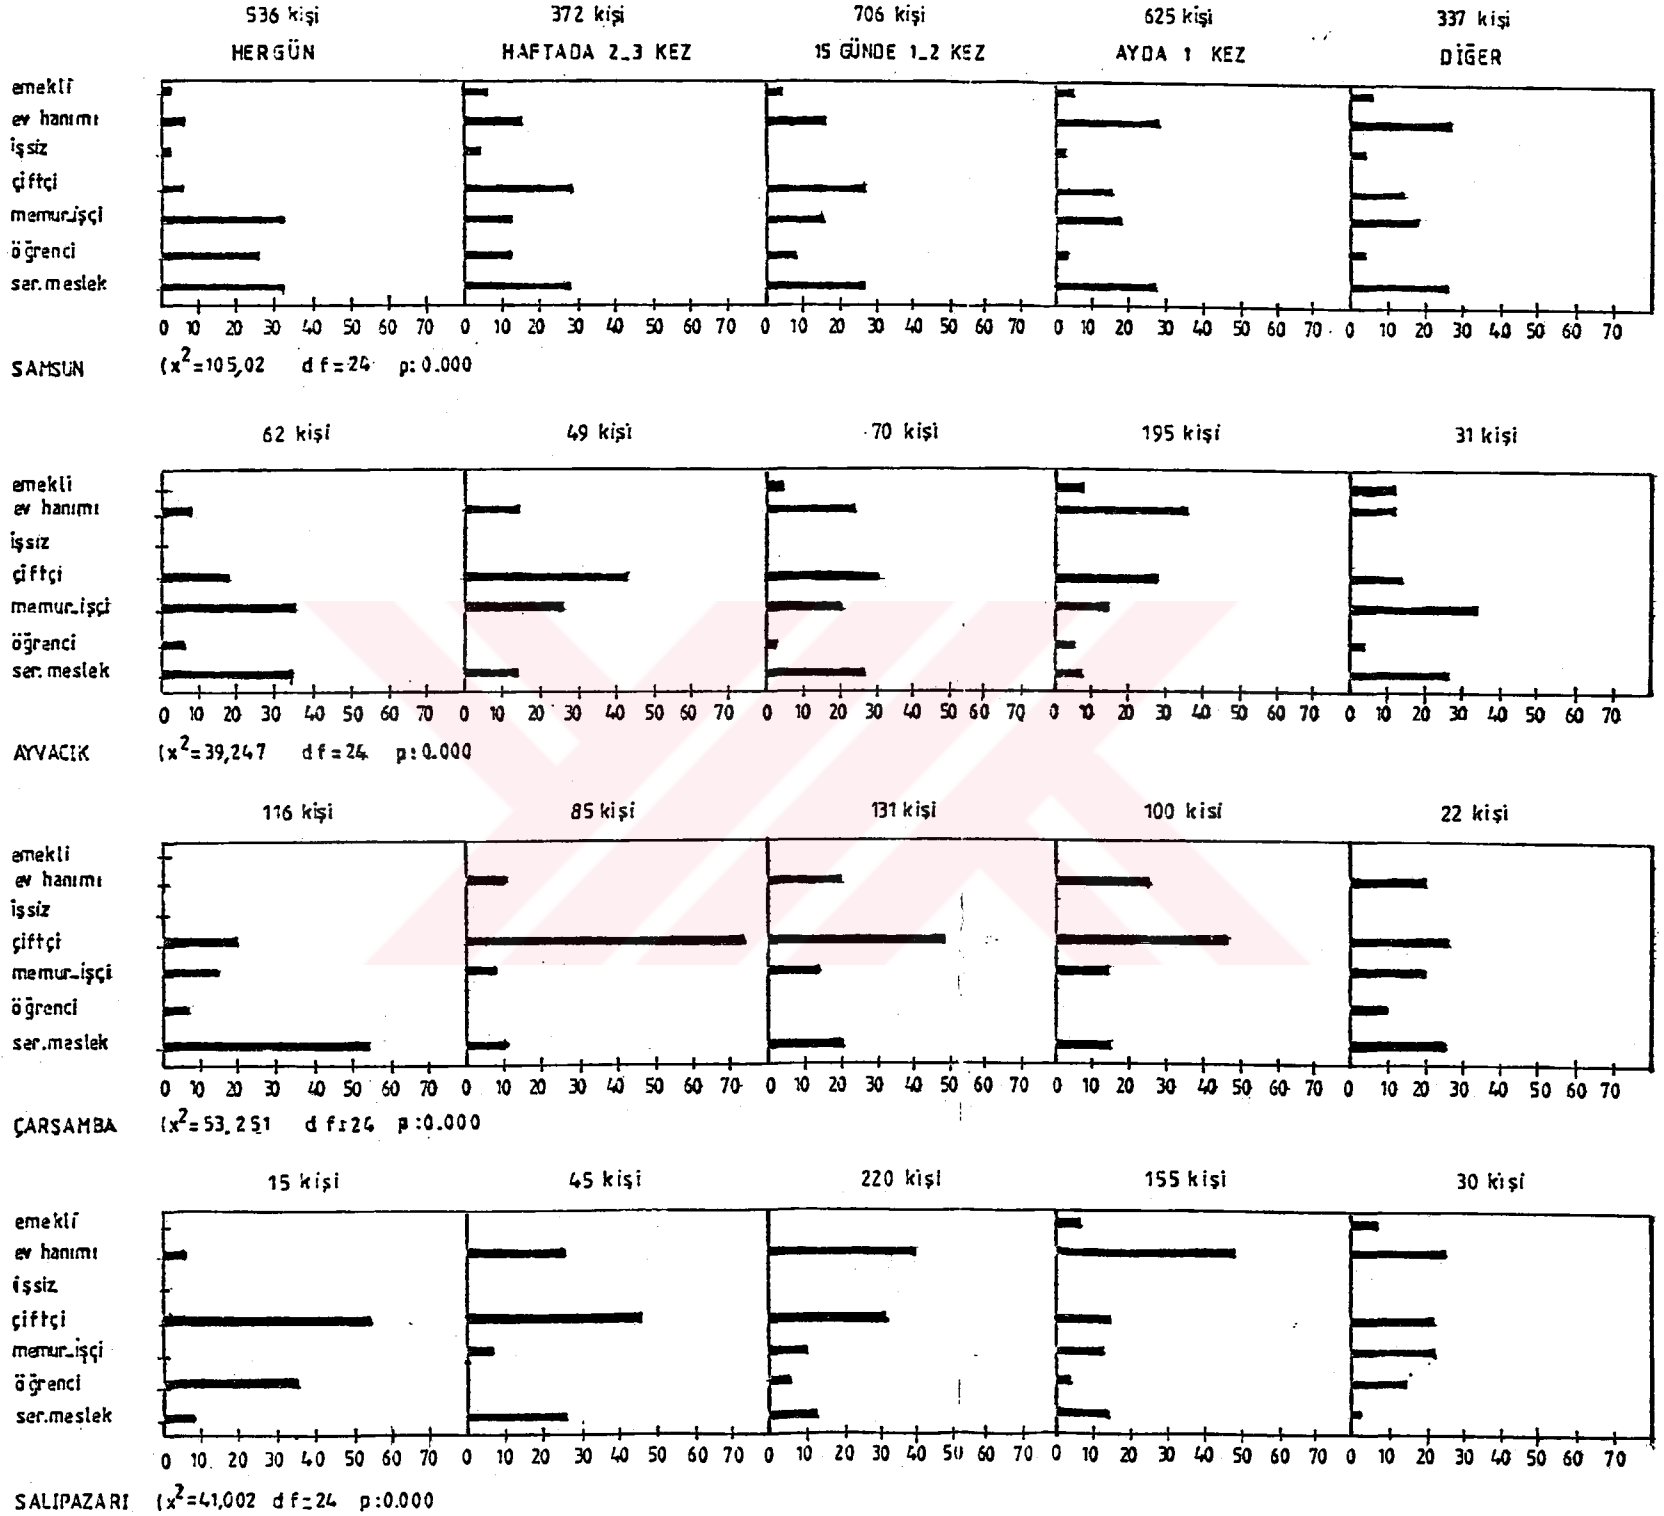 536 kişi 372 kişi 706 kişi 625 kişi 337 kişi
HERGÜN HAFTADA 2_3 KEZ 15 GÜNDE 1_2 KEZ AYDA 1 KEZ DİĞER
emekli
ev hanımı
işsiz
çiftçi
memur_işçi
öğrenci
ser.meslek
0 10 20 30 40 50 60 70 0 10 20 30 40 50 60 70 0 10 20 30 40 50 60 70 0 10 20 30 40 50 60 70 0 10 20 30 40 50 60 70
SAMSUN (x²=105,02 df=24 p:0.000
62 kişi 49 kişi 70 kişi 195 kişi 31 kişi
emekli
ev hanımı
işsiz
çiftçi
memur_işçi
öğrenci
ser.meslek
0 10 20 30 40 50 60 70 0 10 20 30 40 50 60 70 0 10 20 30 40 50 60 70 0 10 20 30 40 50 60 70 0 10 20 30 40 50 60 70
AYVACIK (x²=39,247 df=24 p:0.000
116 kişi 85 kişi 131 kişi 100 kisi 22 kişi
emekli
ev hanımı
işsiz
çiftçi
memur_işçi
öğrenci
ser.meslek
0 10 20 30 40 50 60 70 0 10 20 30 40 50 60 70 0 10 20 30 40 50 60 70 0 10 20 30 40 50 60 70 0 10 20 30 40 50 60 70
ÇARŞAMBA (x²=53,251 df=24 p:0.000
15 kişi 45 kişi 220 kişi 155 kişi 30 kişi
emekli
ev hanımı
işsiz
çiftçi
memur_işçi
öğrenci
ser.meslek
0 10 20 30 40 50 60 70 0 10 20 30 40 50 60 70 0 10 20 30 40 50 60 70 0 10 20 30 40 50 60 70 0 10 20 30 40 50 60 70
SALIPAZARI (x²=41,002 df=24 p:0.000